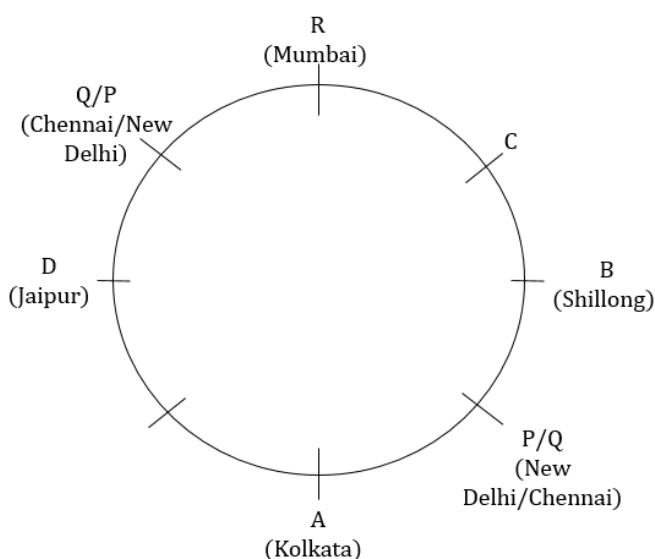 R
(Mumbai)
Q/P
(Chennai/New
Delhi)
C
D
(Jaipur)
B
(Shillong)
P/Q
(New
Delhi/Chennai)
A
(Kolkata)